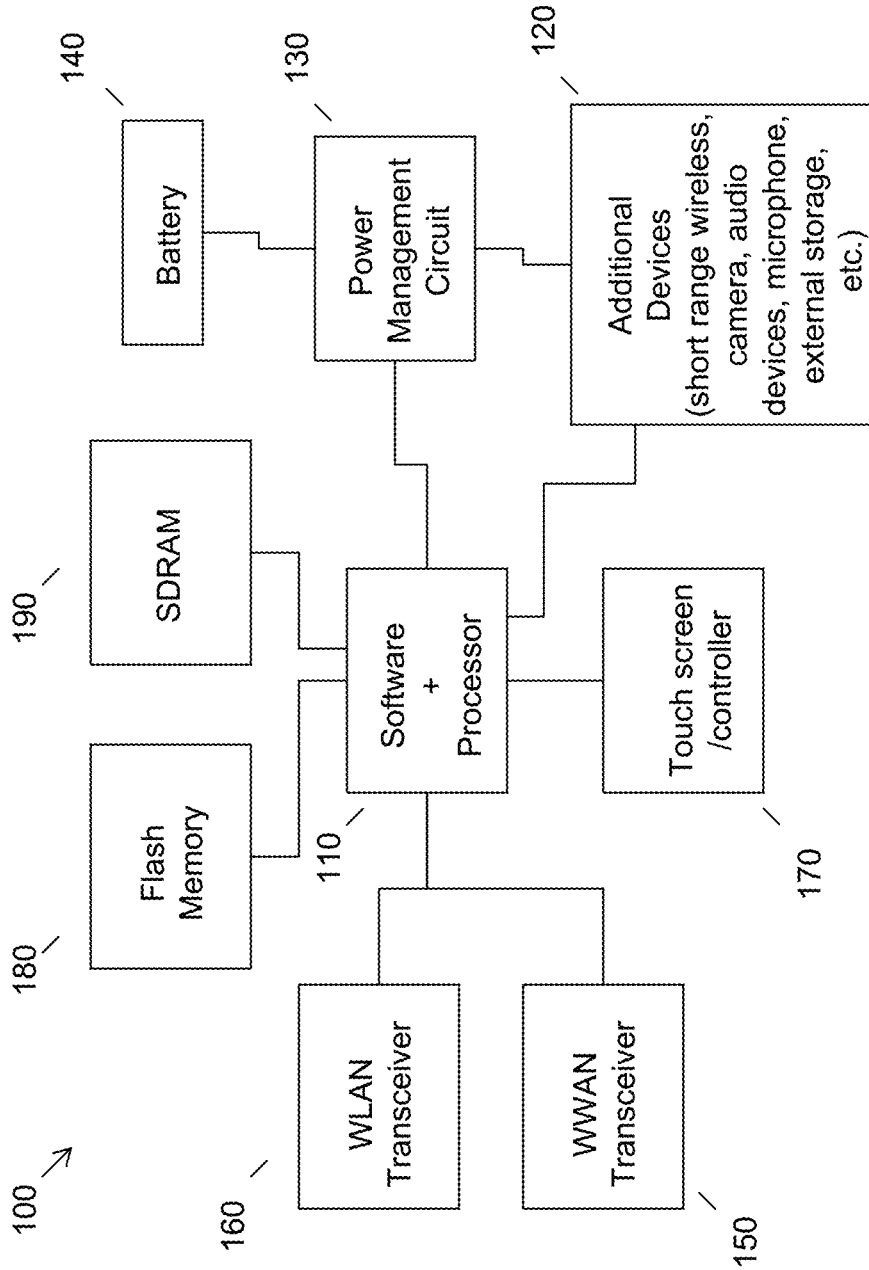 100
160
WLAN
Transceiver
WWAN
Transceiver
150
180
Flash
Memory
110
Software
+
Processor
170
Touch screen
/controller
190
SDRAM
140
Battery
130
Power
Management
Circuit
120
Additional
Devices
(short range wireless,
camera, audio
devices, microphone,
external storage,
etc.)